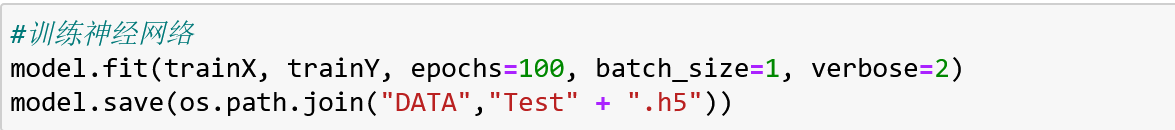 #训练神经网络
model.fit(trainX, trainY, epochs=100, batch_size=1, verbose=2)
model.save(os.path.join("DATA","Test" + ".h5"))